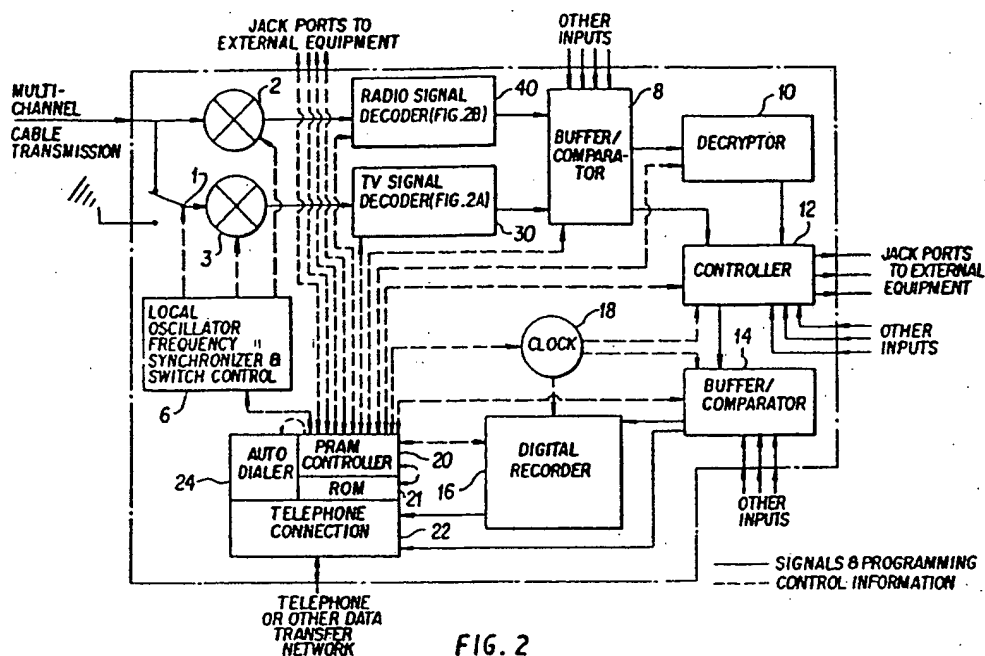 JACK PORTS TO
EXTERNAL EQUIPMENT
OTHER
INPUTS
MULTI-
CHANNEL
CABLE
TRANSMISSION
2
1
3
RADIO SIGNAL
DECODER (FIG. 2B)
40
TV SIGNAL
DECODER (FIG. 2A)
30
8
BUFFER/
COMPARA-
TOR
10
DECRYPTOR
12
CONTROLLER
JACK PORTS
TO EXTERNAL
EQUIPMENT
OTHER
INPUTS
LOCAL
OSCILLATOR
FREQUENCY "
SYNCHRONIZER &
SWITCH CONTROL
6
18
CLOCK
14
BUFFER/
COMPARATOR
OTHER
INPUTS
AUTO
DIALER
24
PRAM
CONTROLLER
20
ROM
21
TELEPHONE
CONNECTION
22
16
DIGITAL
RECORDER
TELEPHONE
OR OTHER DATA
TRANSFER
NETWORK
SIGNALS & PROGRAMMING
CONTROL INFORMATION
FIG. 2